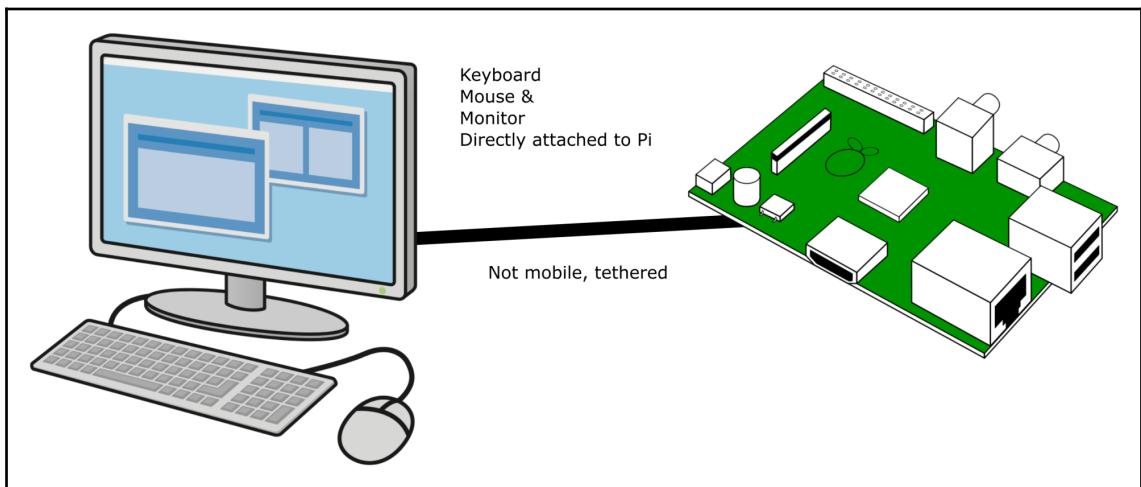 Keyboard
Mouse &
Monitor
Directly attached to Pi
Not mobile, tethered